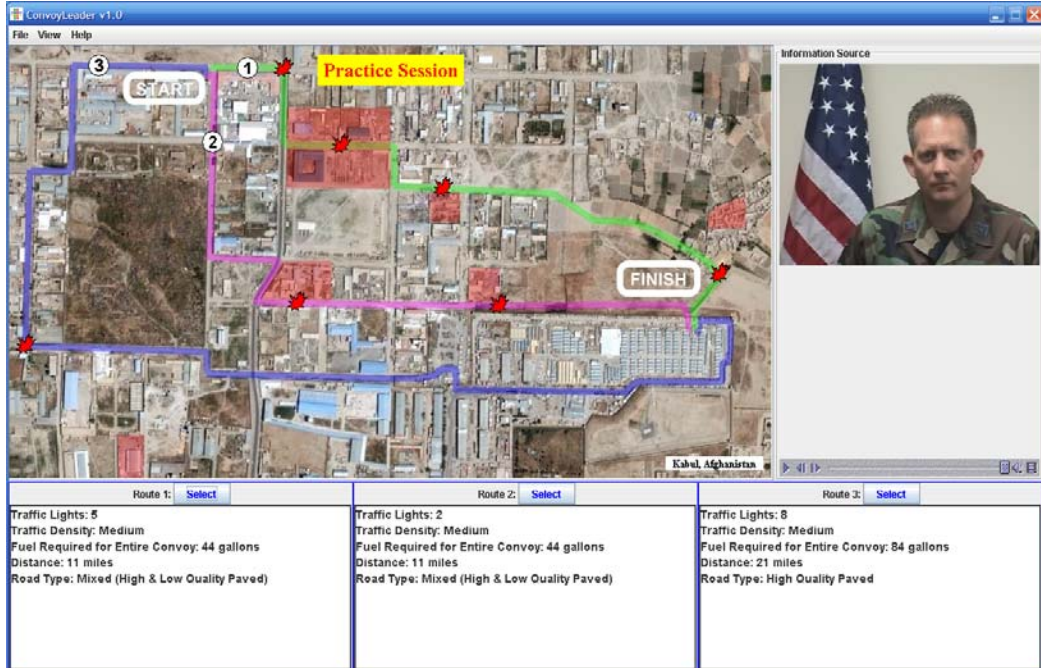 ConvoyLeader v1.0
File View Help
Practice Session
Information Source
3
START
1
2
FINISH
Kabul, Afghanistan
Route 1: Select
Traffic Lights: 5
Traffic Density: Medium
Fuel Required for Entire Convoy: 44 gallons
Distance: 11 miles
Road Type: Mixed (High & Low Quality Paved)
Route 2: Select
Traffic Lights: 2
Traffic Density: Medium
Fuel Required for Entire Convoy: 44 gallons
Distance: 11 miles
Road Type: Mixed (High & Low Quality Paved)
Route 3: Select
Traffic Lights: 8
Traffic Density: Medium
Fuel Required for Entire Convoy: 84 gallons
Distance: 21 miles
Road Type: High Quality Paved